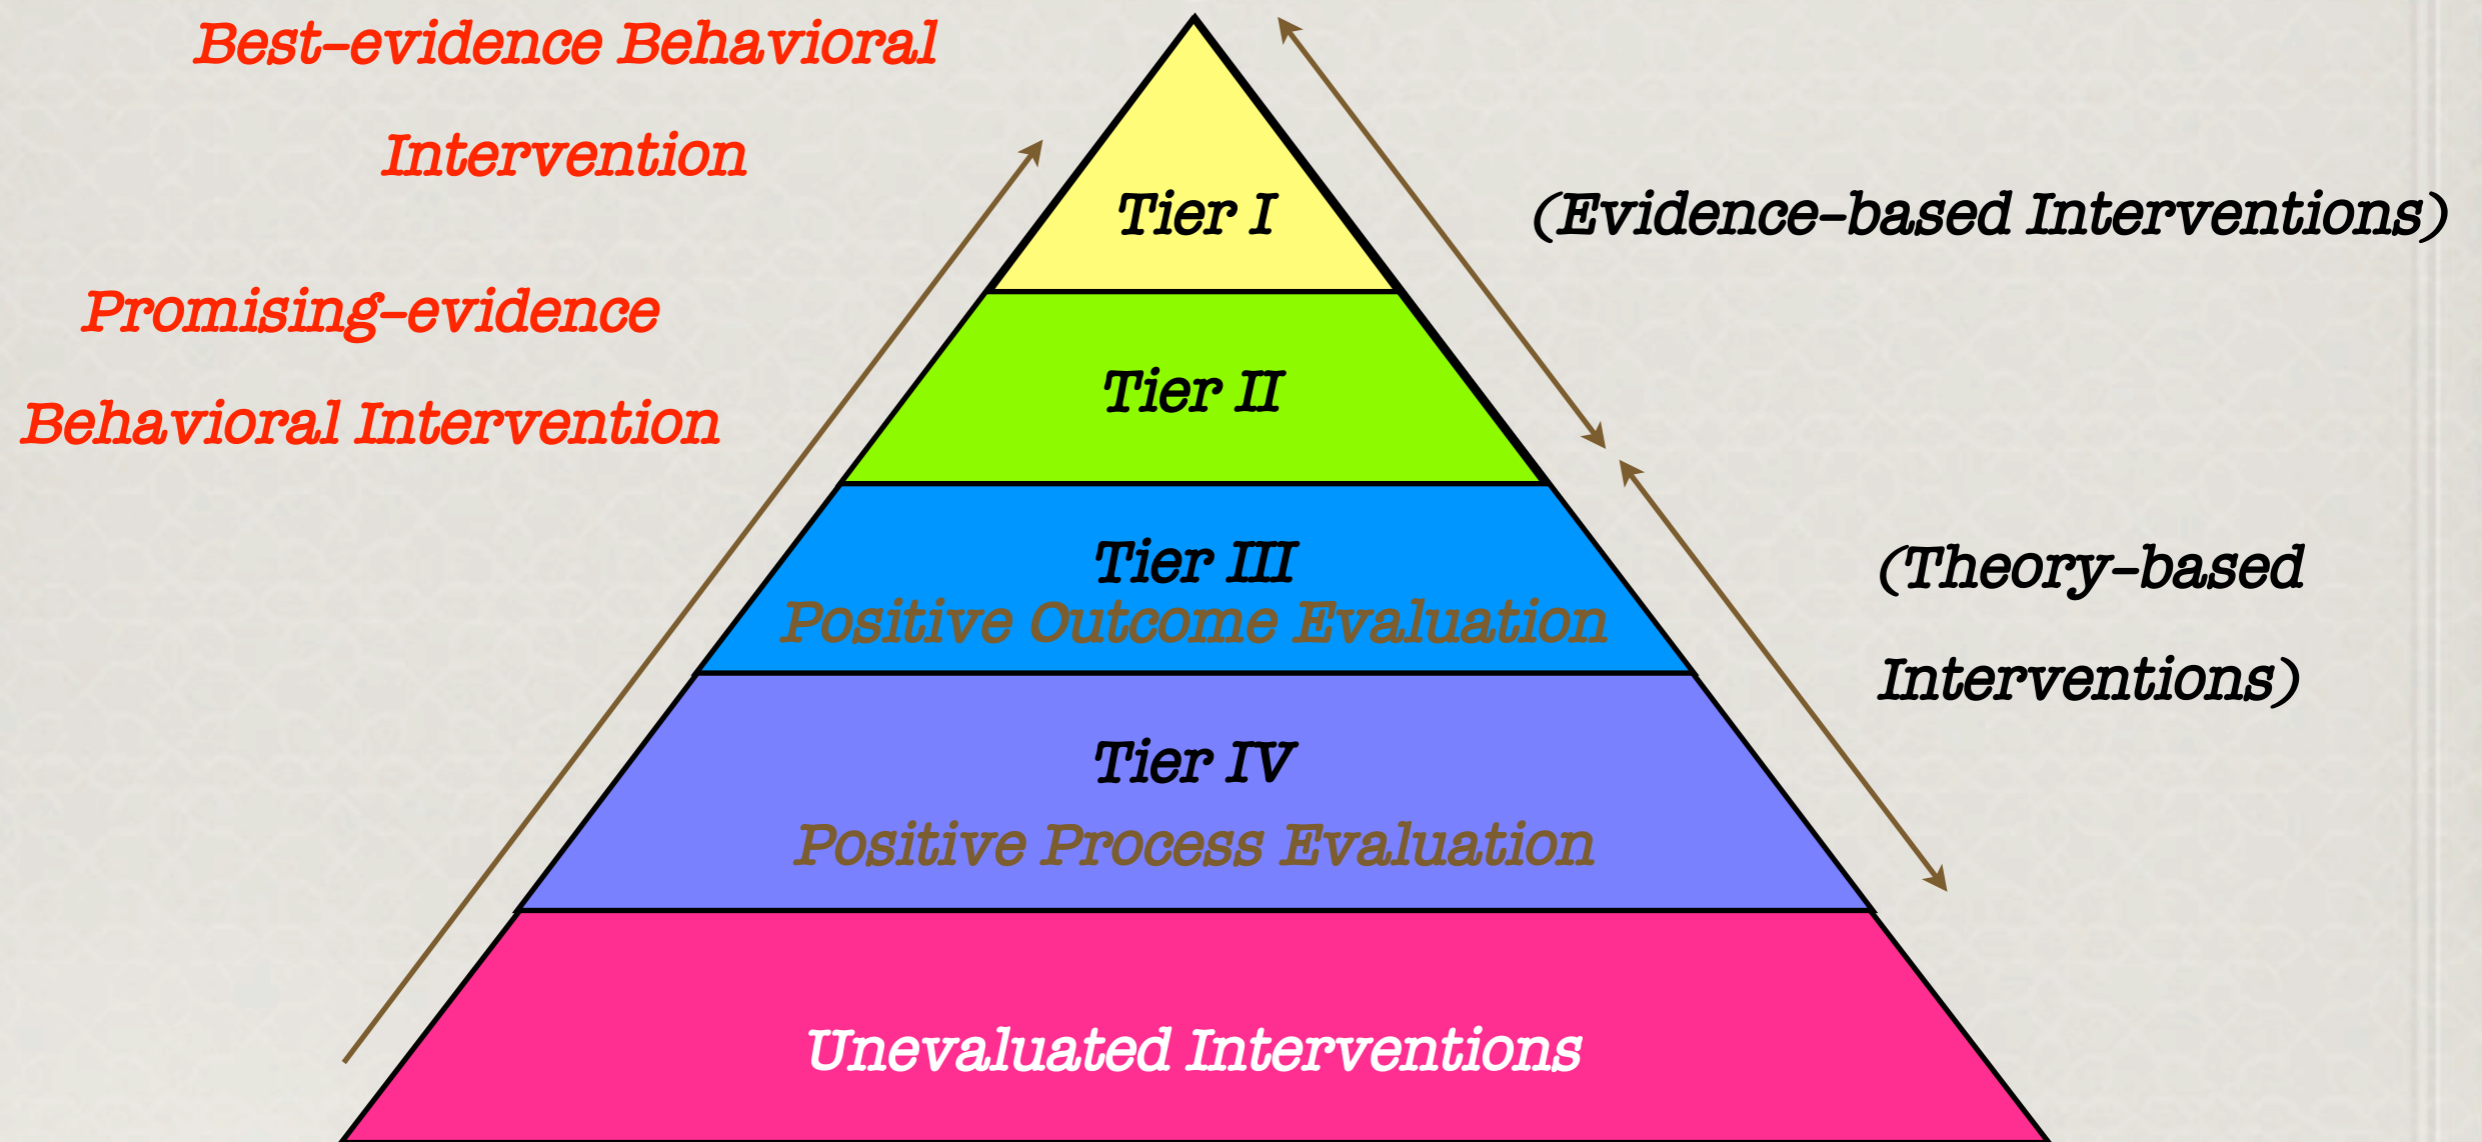 Best-evidence Behavioral
Intervention
Tier I
(Evidence-based Interventions)
Promising-evidence
Behavioral Intervention
Tier II
Tier III
Positive Outcome Evaluation
(Theory-based
Interventions)
Tier IV
Positive Process Evaluation
Unevaluated Interventions